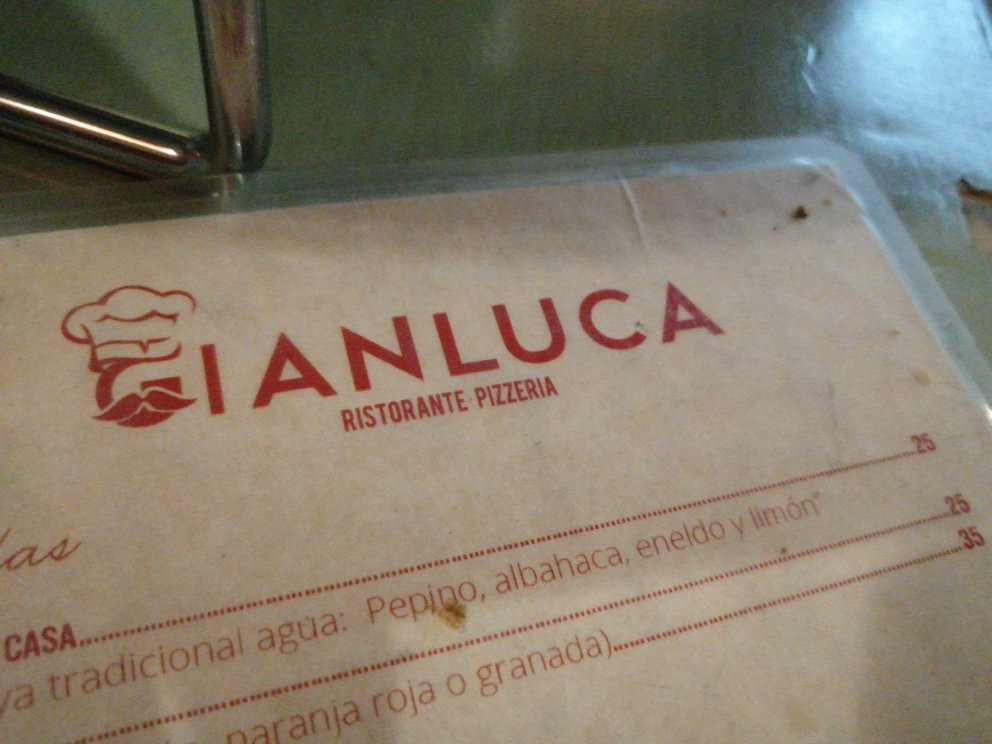 GIANLUCA
RISTORANTE · PIZZERIA
CASA 25
tradicional agua: Pepino, albahaca, eneldo y limón"
25
naranja roja o granada) 35